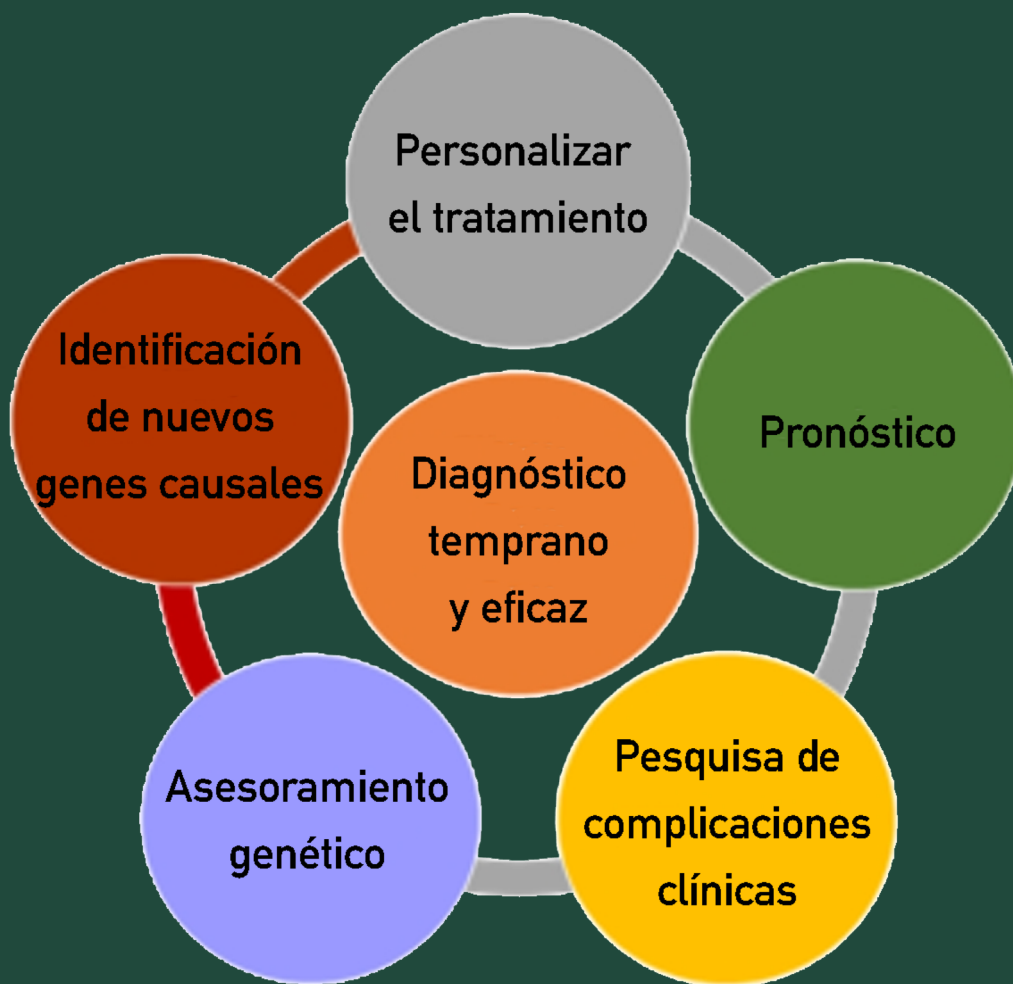 Personalizar
el tratamiento
Identificación
de nuevos
genes causales
Pronóstico
Diagnóstico
temprano
y eficaz
Asesoramiento
genético
Pesquisa de
complicaciones
clínicas